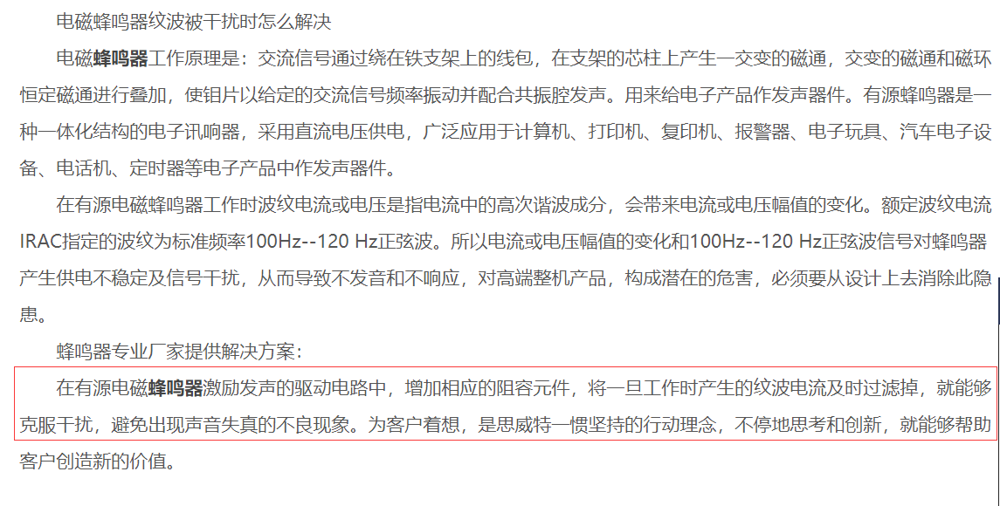 电磁蜂鸣器纹波被干扰时怎么解决
电磁蜂鸣器工作原理是：交流信号通过绕在铁支架上的线包，在支架的芯柱上产生一交变的磁通，交变的磁通和磁环
恒定磁通进行叠加，使钼片以给定的交流信号频率振动并配合共振腔发声。用来给电子产品作发声器件。有源蜂鸣器是一
种一体化结构的电子讯响器，采用直流电压供电，广泛应用于计算机、打印机、复印机、报警器、电子玩具、汽车电子设
备、电话机、定时器等电子产品中作发声器件。
在有源电磁蜂鸣器工作时波纹电流或电压是指电流中的高次谐波成分，会带来电流或电压幅值的变化。额定波纹电流
IRAC指定的波纹为标准频率100Hz--120 Hz正弦波。所以电流或电压幅值的变化和100Hz--120 Hz正弦波信号对蜂鸣器
产生供电不稳定及信号干扰，从而导致不发音和不响应，对高端整机产品，构成潜在的危害，必须要从设计上去消除此隐
患。
蜂鸣器专业厂家提供解决方案：
在有源电磁蜂鸣器激励发声的驱动电路中，增加相应的阻容元件，将一旦工作时产生的纹波电流及时过滤掉，就能够
克服干扰，避免出现声音失真的不良现象。为客户着想，是思威特一惯坚持的行动理念，不停地思考和创新，就能够帮助
客户创造新的价值。